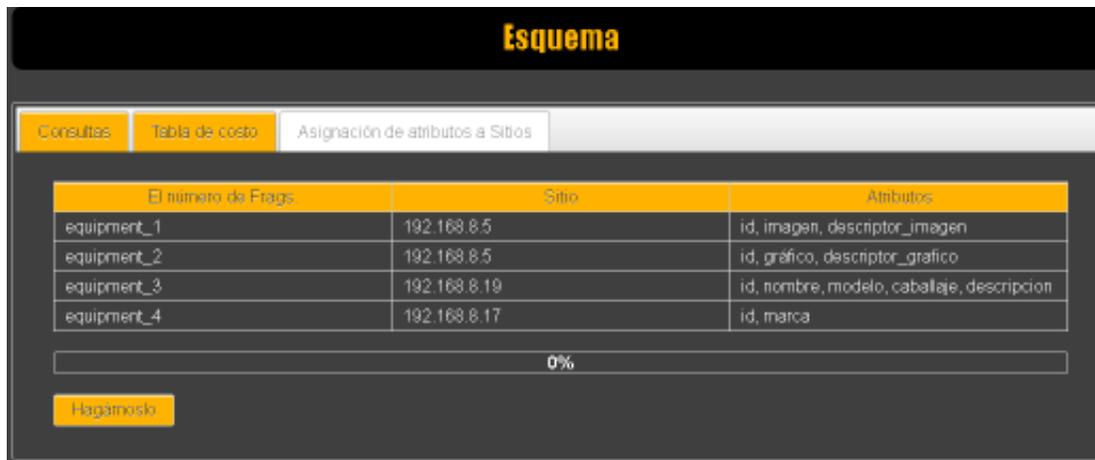 Esquema
Consultas Tabla de costo Asignación de atributos a Sitios
El número de Frags. Sitio Atributos
equipment_1 192.168.8.5 id, imagen, descriptor_imagen
equipment_2 192.168.8.5 id, gráfico, descriptor_grafico
equipment_3 192.168.8.19 id, nombre, modelo, caballaje, descripcion
equipment_4 192.168.8.17 id, marca
0%
Hagámoslo